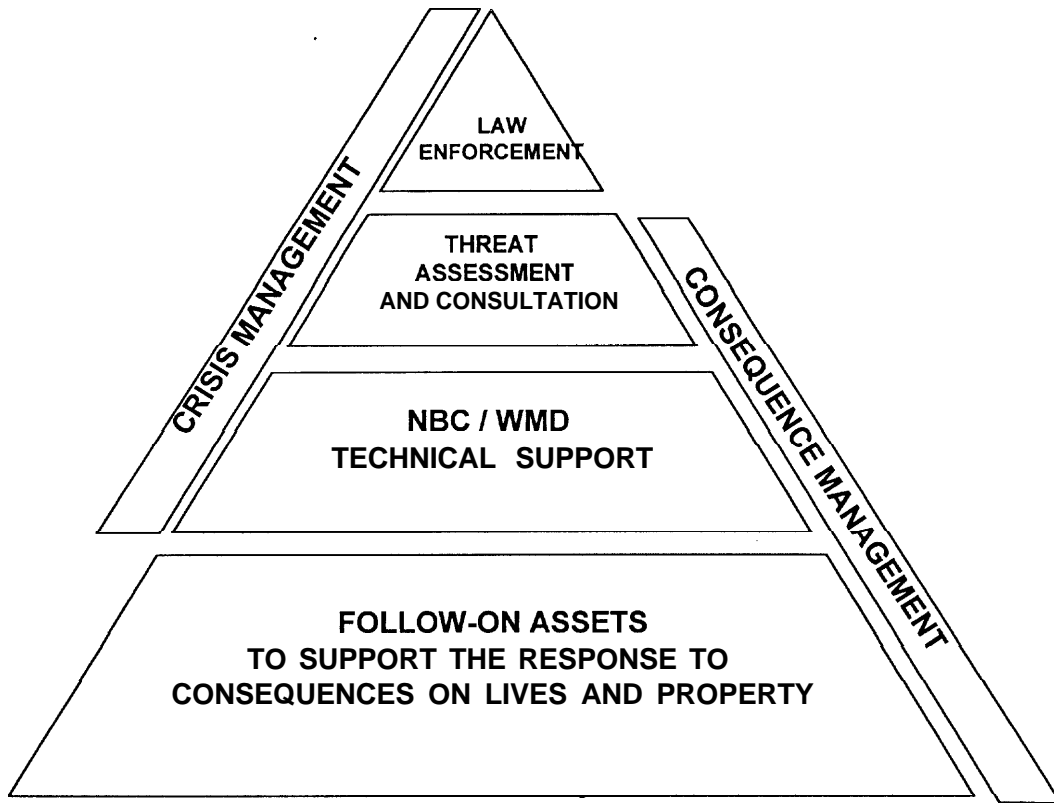 LAW
ENFORCEMENT
CRISIS MANAGEMENT
THREAT
ASSESSMENT
AND CONSULTATION
CONSEQUENCE MANAGEMENT
NBC / WMD
TECHNICAL SUPPORT
FOLLOW-ON ASSETS
TO SUPPORT THE RESPONSE TO
CONSEQUENCES ON LIVES AND PROPERTY